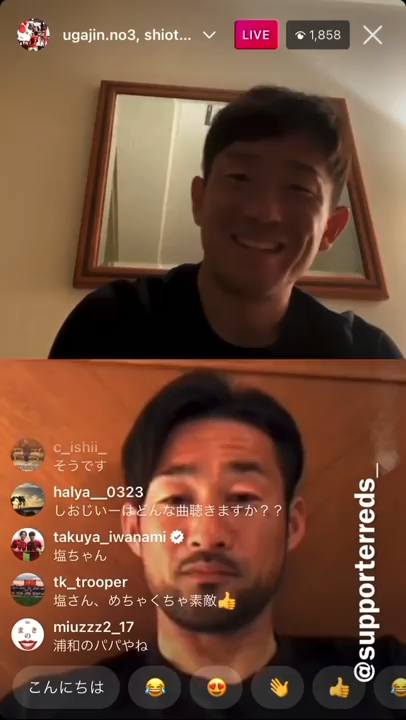 ugajin.no3, shiot...
LIVE
1,858
c_ishii_
そうです
halya__0323
しおじいーはどんな曲聴きますか？？
takuya_iwanami
塩ちゃん
tk_trooper
塩さん、めちゃくちゃ素敵👍
miuzzz2_17
浦和のパパやね
@supporterreds_
こんにちは